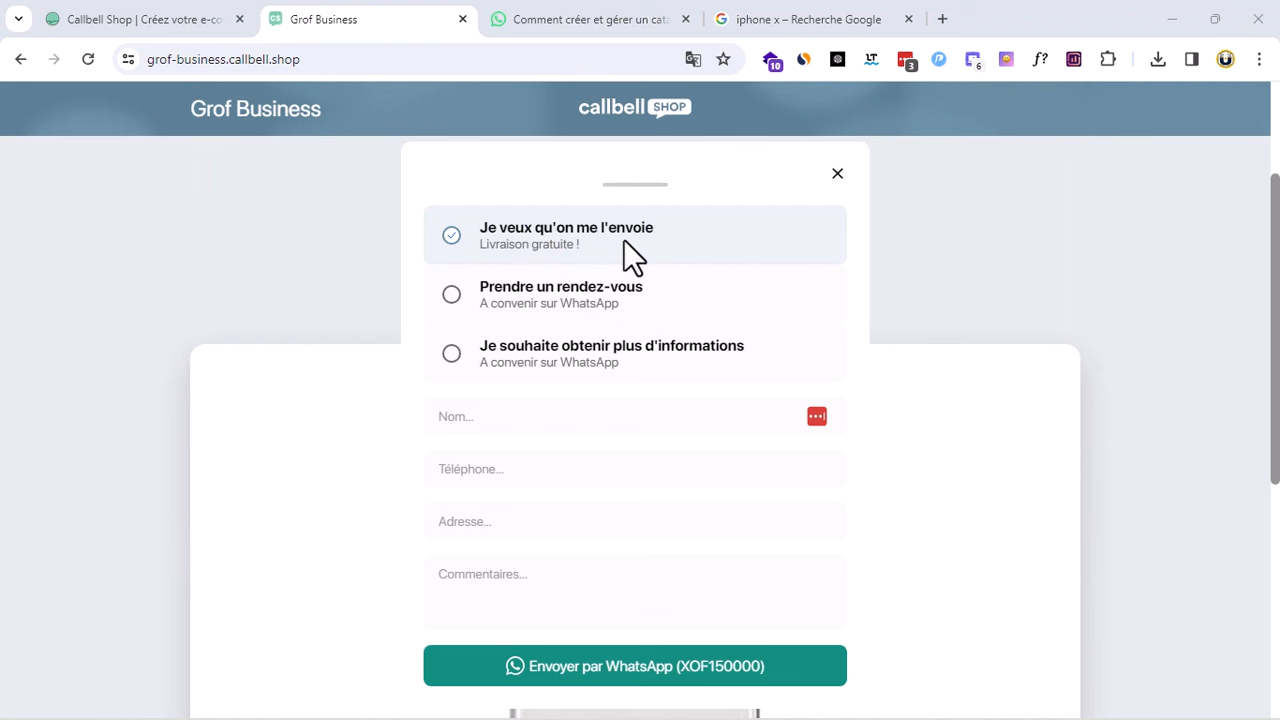 Callbell Shop | Créez votre e-co
Grof Business
Comment créer et gérer un cata
iphone x – Recherche Google
grof-business.callbell.shop
10
LT
3
6
f?
Grof Business
callbell SHOP
Je veux qu'on me l'envoie
Livraison gratuite !
Prendre un rendez-vous
A convenir sur WhatsApp
Je souhaite obtenir plus d'informations
A convenir sur WhatsApp
Nom...
Téléphone...
Adresse...
Commentaires...
Envoyer par WhatsApp (XOF150000)